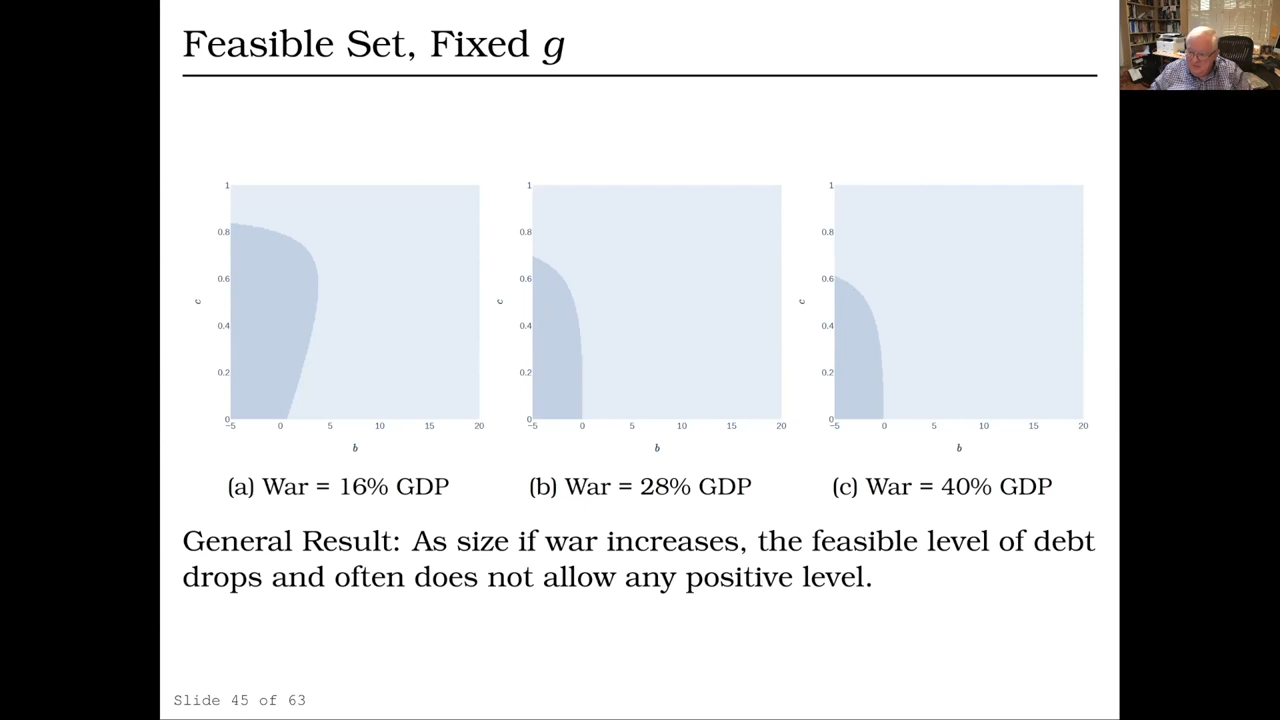 Feasible Set, Fixed g
1
0.8
0.6
0.4
0.2
0
c
−5 0 5 10 15 20
b
1
0.8
0.6
0.4
0.2
0
c
−5 0 5 10 15 20
b
1
0.8
0.6
0.4
0.2
0
c
−5 0 5 10 15 20
b
(a) War = 16% GDP
(b) War = 28% GDP
(c) War = 40% GDP
General Result: As size if war increases, the feasible level of debt
drops and often does not allow any positive level.
Slide 45 of 63